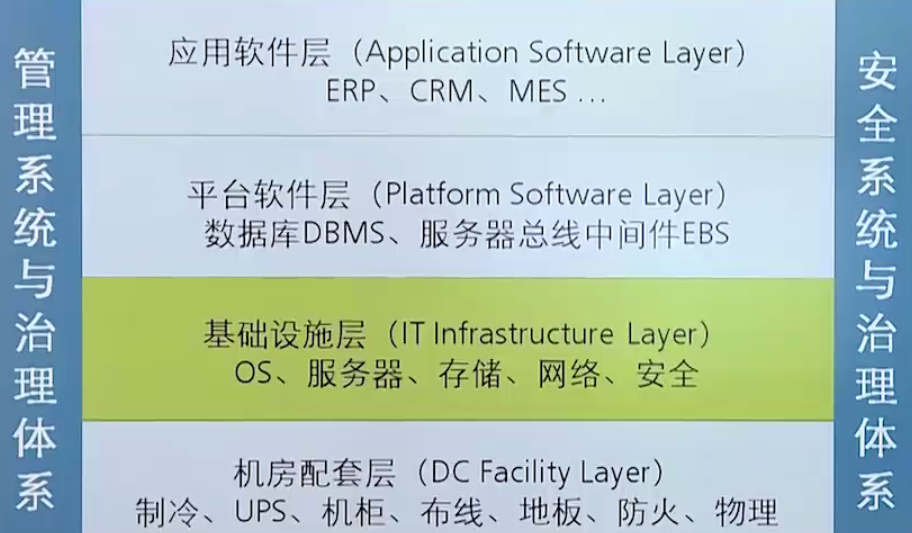 管理系统与治理体系
应用软件层（Application Software Layer）
ERP、CRM、MES ...
平台软件层（Platform Software Layer）
数据库DBMS、服务器总线中间件EBS
基础设施层（IT Infrastructure Layer）
OS、服务器、存储、网络、安全
机房配套层（DC Facility Layer）
制冷、UPS、机柜、布线、地板、防火、物理
安全系统与治理体系